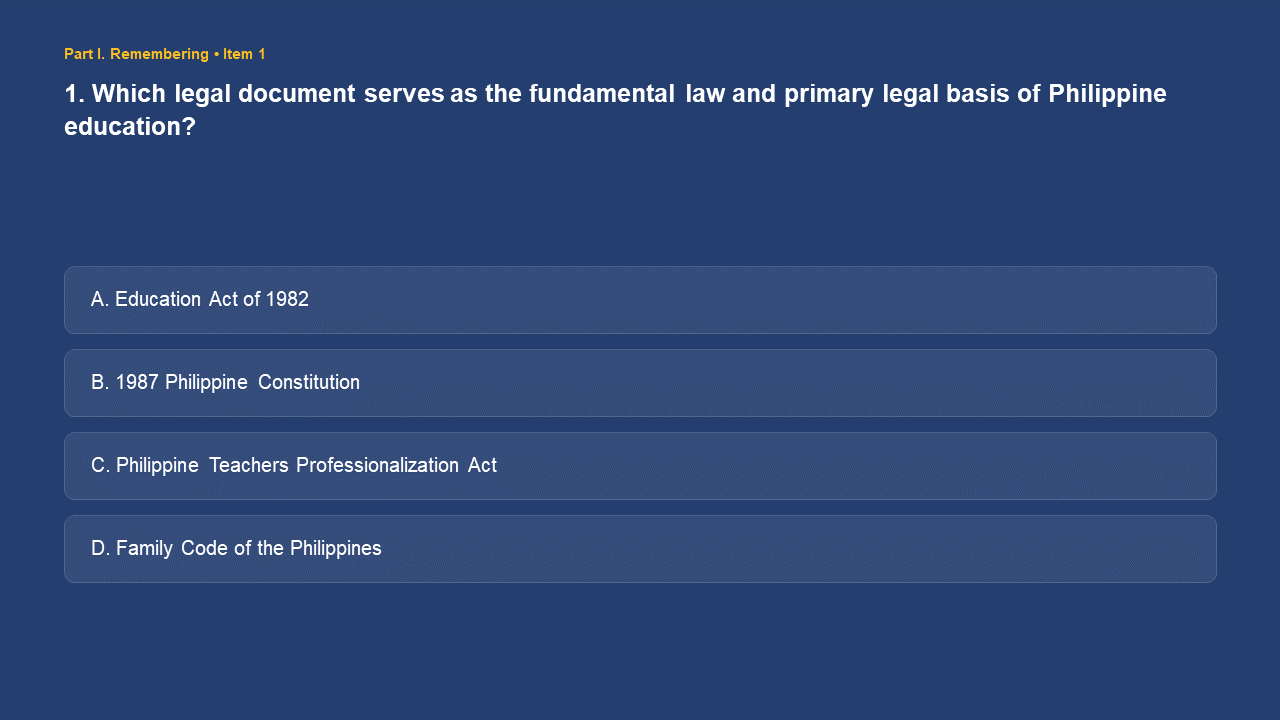 Part I. Remembering • Item 1
1. Which legal document serves as the fundamental law and primary legal basis of Philippine
education?
A. Education Act of 1982
B. 1987 Philippine Constitution
C. Philippine Teachers Professionalization Act
D. Family Code of the Philippines